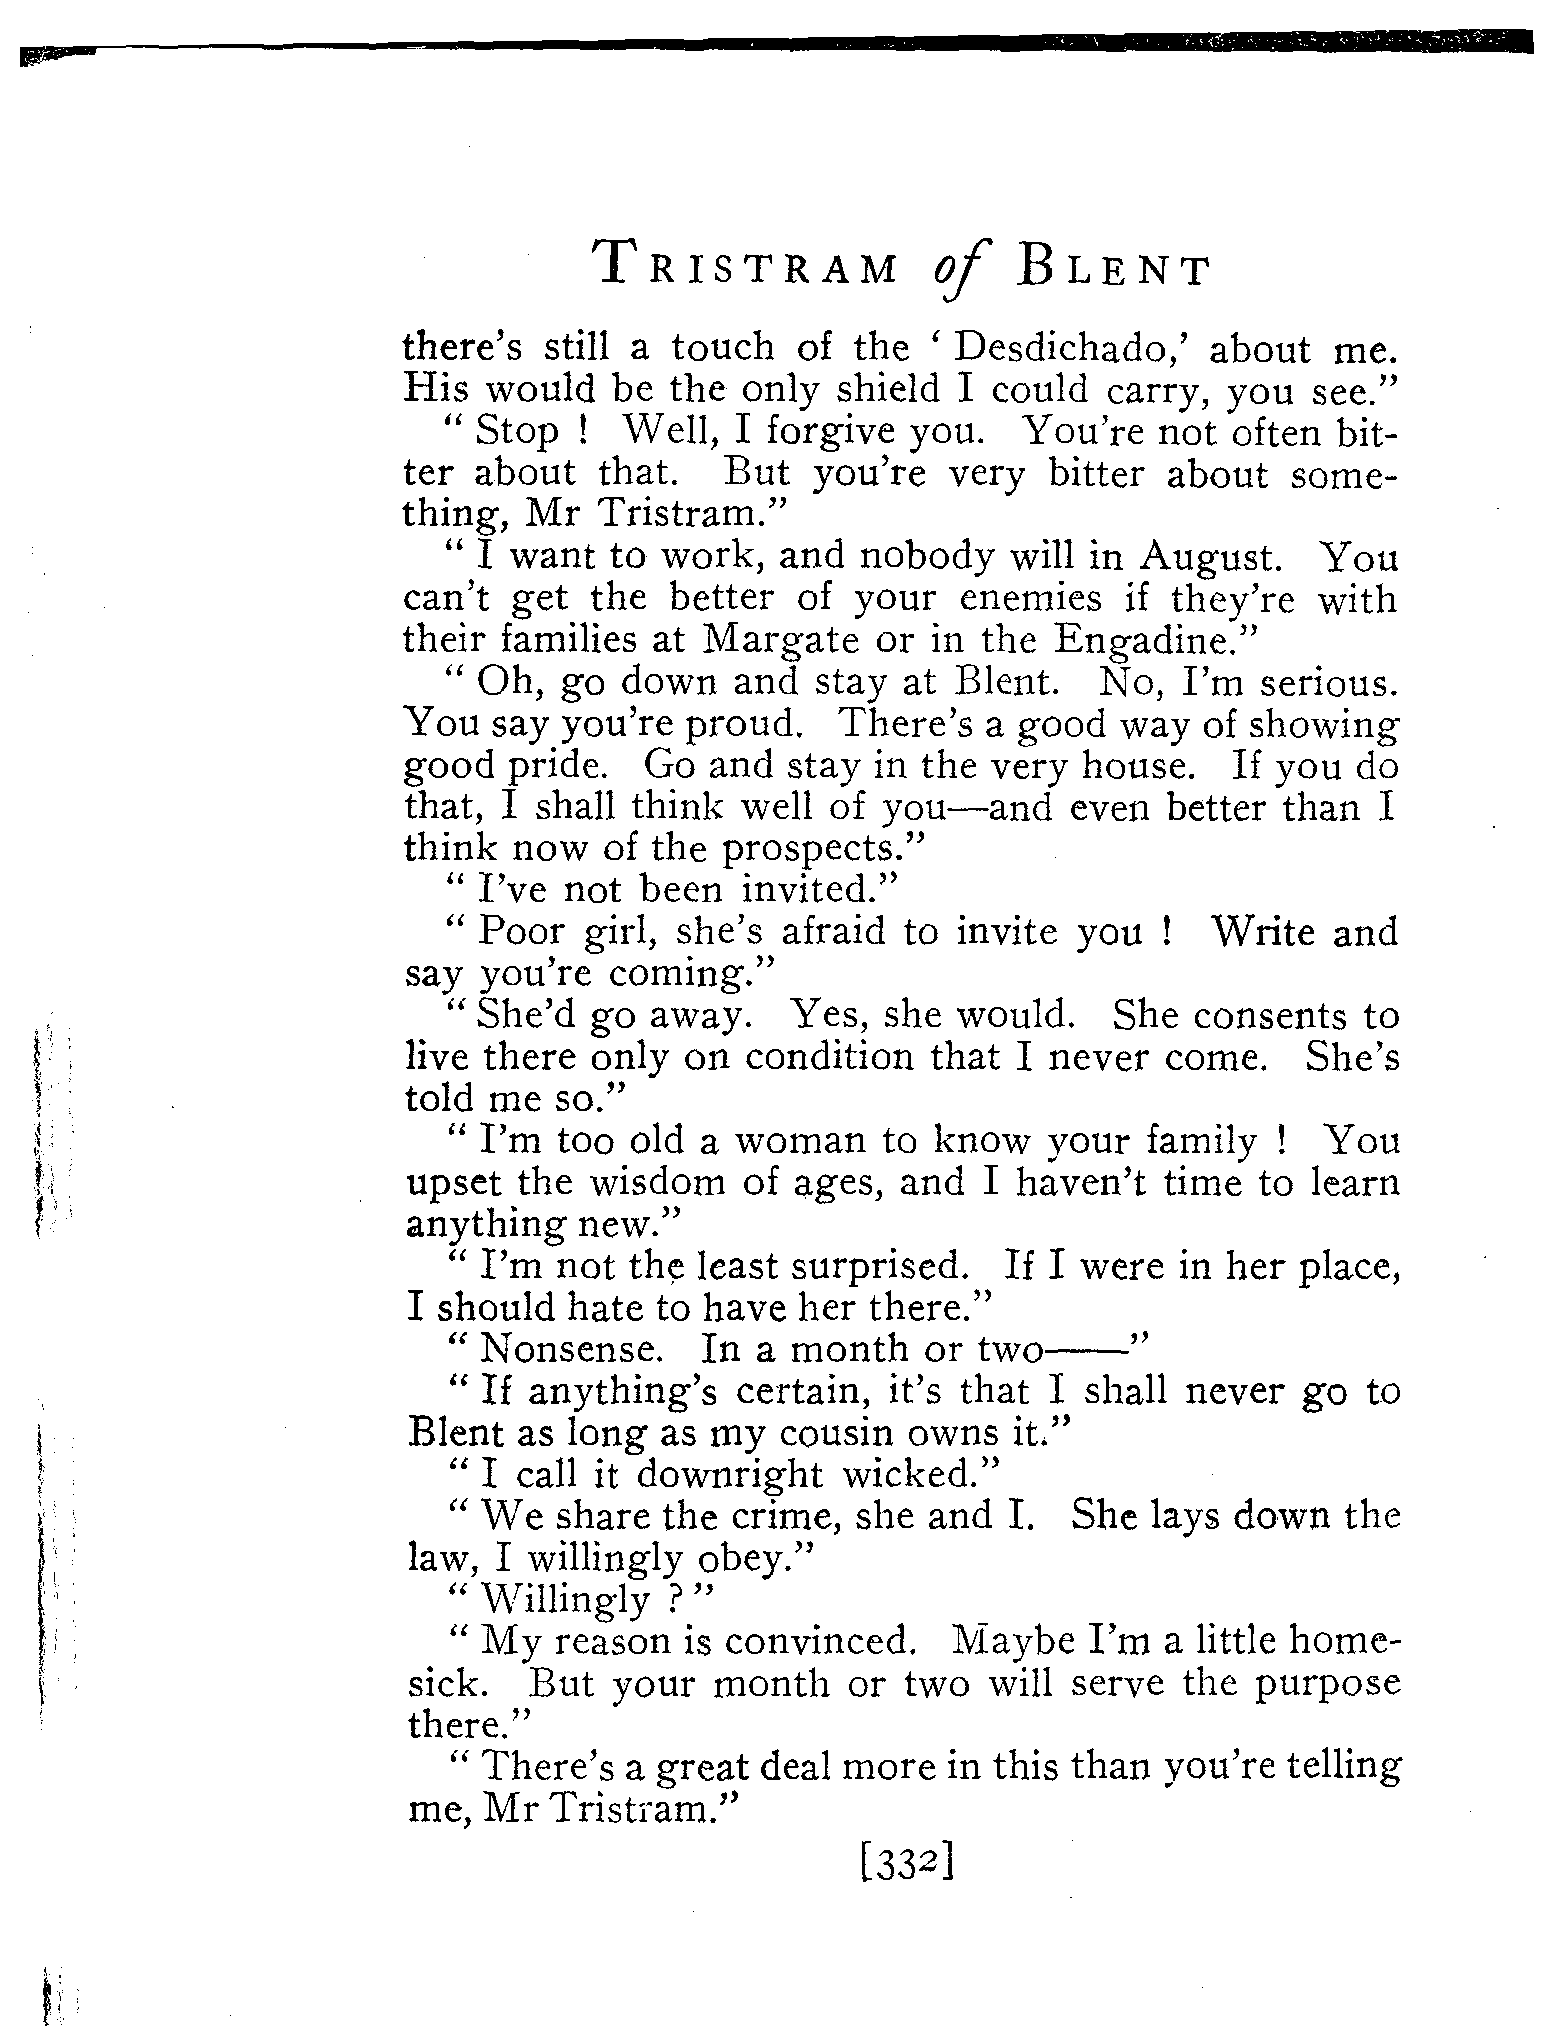 TRISTRAM of BLENT
there's still a touch of the ‘ Desdichado,’ about me.
His would be the only shield I could carry, you see.”
“ Stop ! Well, I forgive you. You're not often bit-
ter about that. But you're very bitter about some-
thing, Mr Tristram.”
“ I want to work, and nobody will in August. You
can't get the better of your enemies if they're with
their families at Margate or in the Engadine.”
“ Oh, go down and stay at Blent. No, I'm serious.
You say you're proud. There's a good way of showing
good pride. Go and stay in the very house. If you do
that, I shall think well of you—and even better than I
think now of the prospects.”
“ I've not been invited.”
“ Poor girl, she's afraid to invite you ! Write and
say you're coming.”
“ She'd go away. Yes, she would. She consents to
live there only on condition that I never come. She's
told me so.”
“ I'm too old a woman to know your family ! You
upset the wisdom of ages, and I haven't time to learn
anything new.”
“ I'm not the least surprised. If I were in her place,
I should hate to have her there.”
“ Nonsense. In a month or two——”
“ If anything's certain, it's that I shall never go to
Blent as long as my cousin owns it.”
“ I call it downright wicked.”
“ We share the crime, she and I. She lays down the
law, I willingly obey.”
“ Willingly ? ”
“ My reason is convinced. Maybe I'm a little home-
sick. But your month or two will serve the purpose
there.”
“ There's a great deal more in this than you're telling
me, Mr Tristram.”
[332]